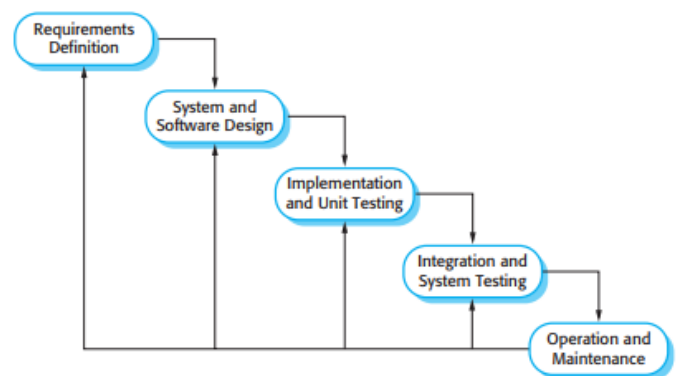 Requirements
Definition
System and
Software Design
Implementation
and Unit Testing
Integration and
System Testing
Operation and
Maintenance